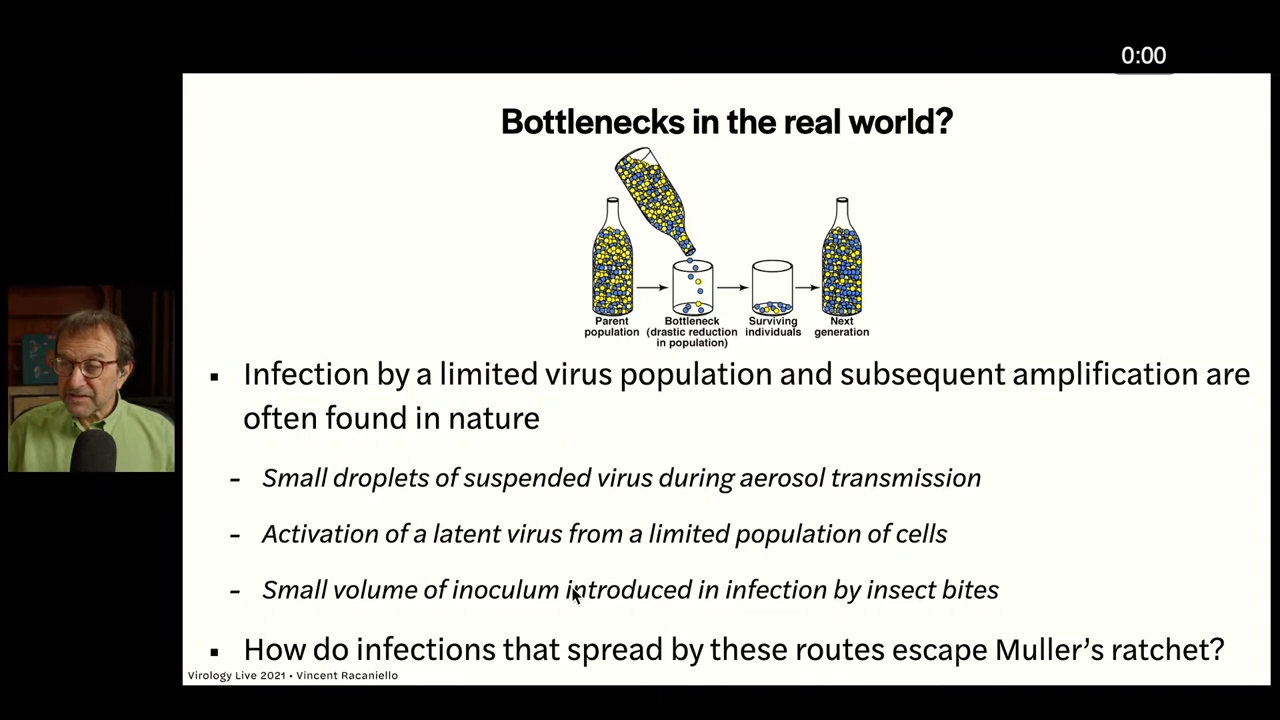 0:00
Bottlenecks in the real world?
Parent population
Bottleneck (drastic reduction in population)
Surviving individuals
Next generation
▪ Infection by a limited virus population and subsequent amplification are
often found in nature
- Small droplets of suspended virus during aerosol transmission
- Activation of a latent virus from a limited population of cells
- Small volume of inoculum introduced in infection by insect bites
▪ How do infections that spread by these routes escape Muller’s ratchet?
Virology Live 2021 • Vincent Racaniello